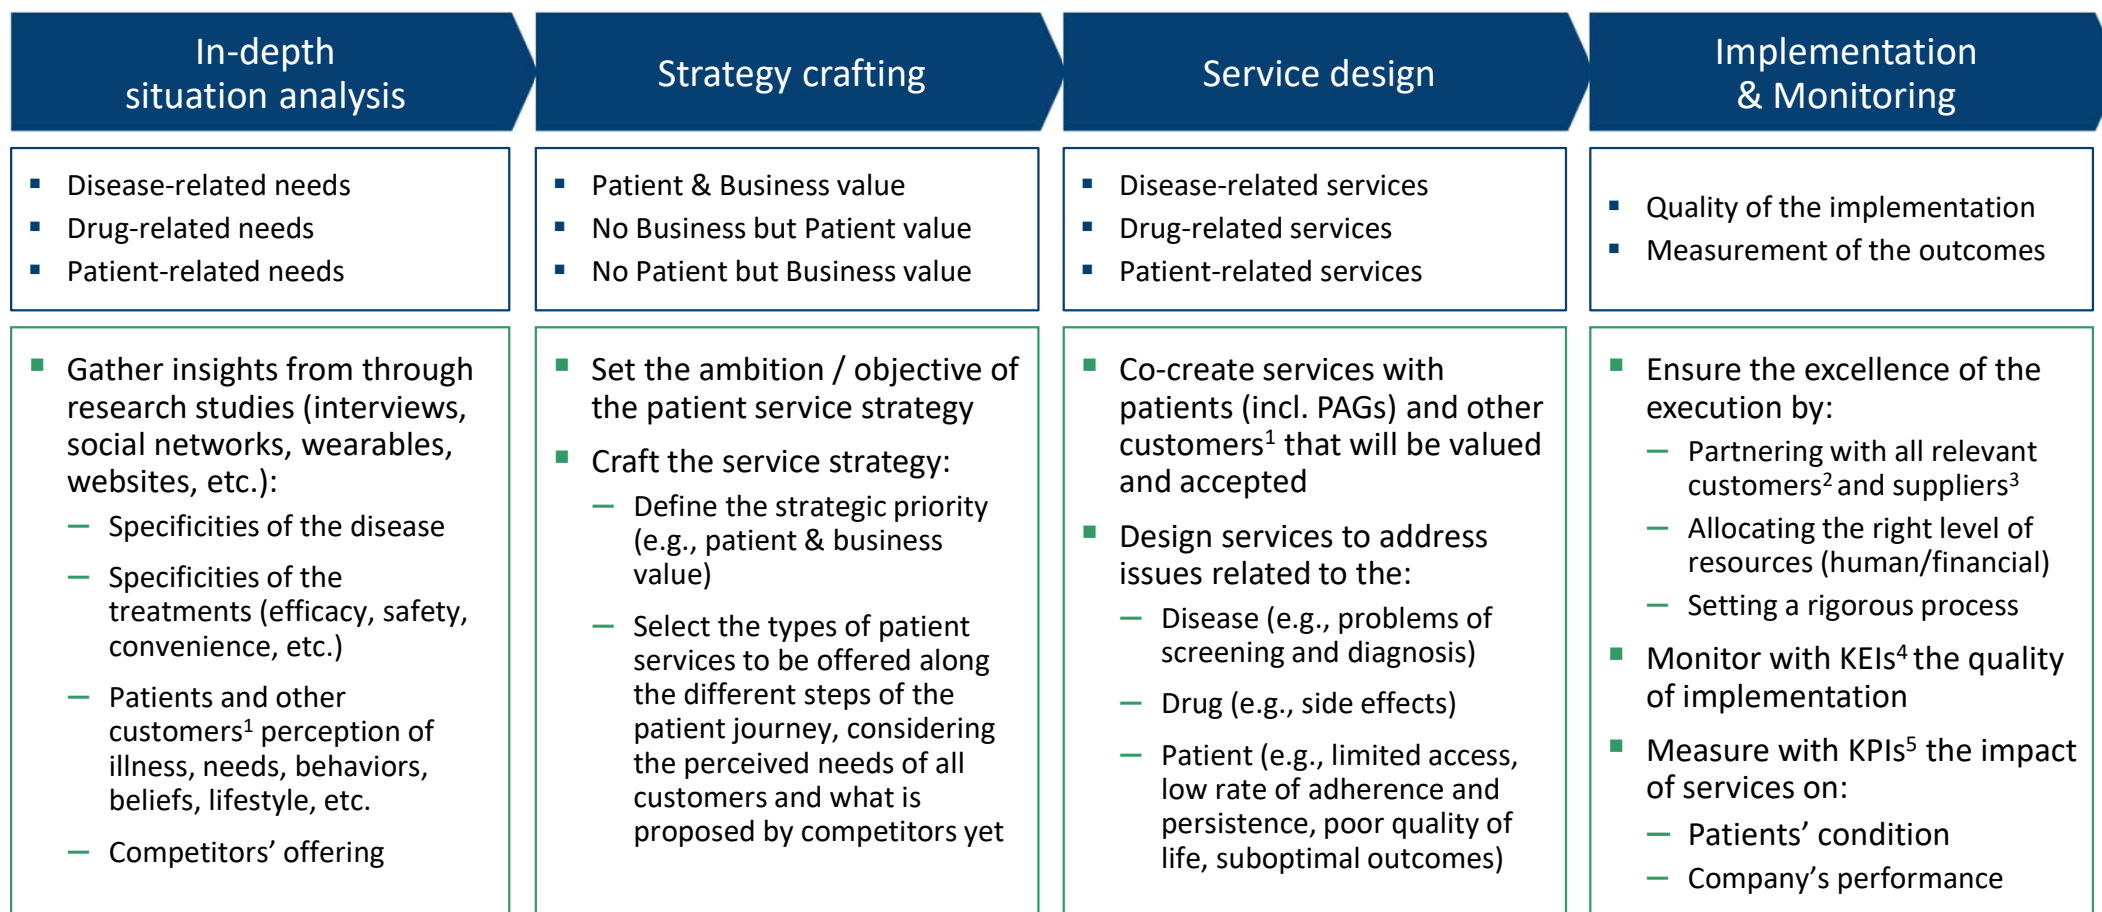 In-depth
situation analysis
Strategy crafting
Service design
Implementation
& Monitoring
▪ Disease-related needs
▪ Drug-related needs
▪ Patient-related needs
▪ Patient & Business value
▪ No Business but Patient value
▪ No Patient but Business value
▪ Disease-related services
▪ Drug-related services
▪ Patient-related services
▪ Quality of the implementation
▪ Measurement of the outcomes
▪ Gather insights from through
research studies (interviews,
social networks, wearables,
websites, etc.):
— Specificities of the disease
— Specificities of the
treatments (efficacy, safety,
convenience, etc.)
— Patients and other
customers¹ perception of
illness, needs, behaviors,
beliefs, lifestyle, etc.
— Competitors’ offering
▪ Set the ambition / objective of
the patient service strategy
▪ Craft the service strategy:
— Define the strategic priority
(e.g., patient & business
value)
— Select the types of patient
services to be offered along
the different steps of the
patient journey, considering
the perceived needs of all
customers and what is
proposed by competitors yet
▪ Co-create services with
patients (incl. PAGs) and other
customers¹ that will be valued
and accepted
▪ Design services to address
issues related to the:
— Disease (e.g., problems of
screening and diagnosis)
— Drug (e.g., side effects)
— Patient (e.g., limited access,
low rate of adherence and
persistence, poor quality of
life, suboptimal outcomes)
▪ Ensure the excellence of the
execution by:
— Partnering with all relevant
customers² and suppliers³
— Allocating the right level of
resources (human/financial)
— Setting a rigorous process
▪ Monitor with KEIs⁴ the quality
of implementation
▪ Measure with KPIs⁵ the impact
of services on:
— Patients’ condition
— Company’s performance